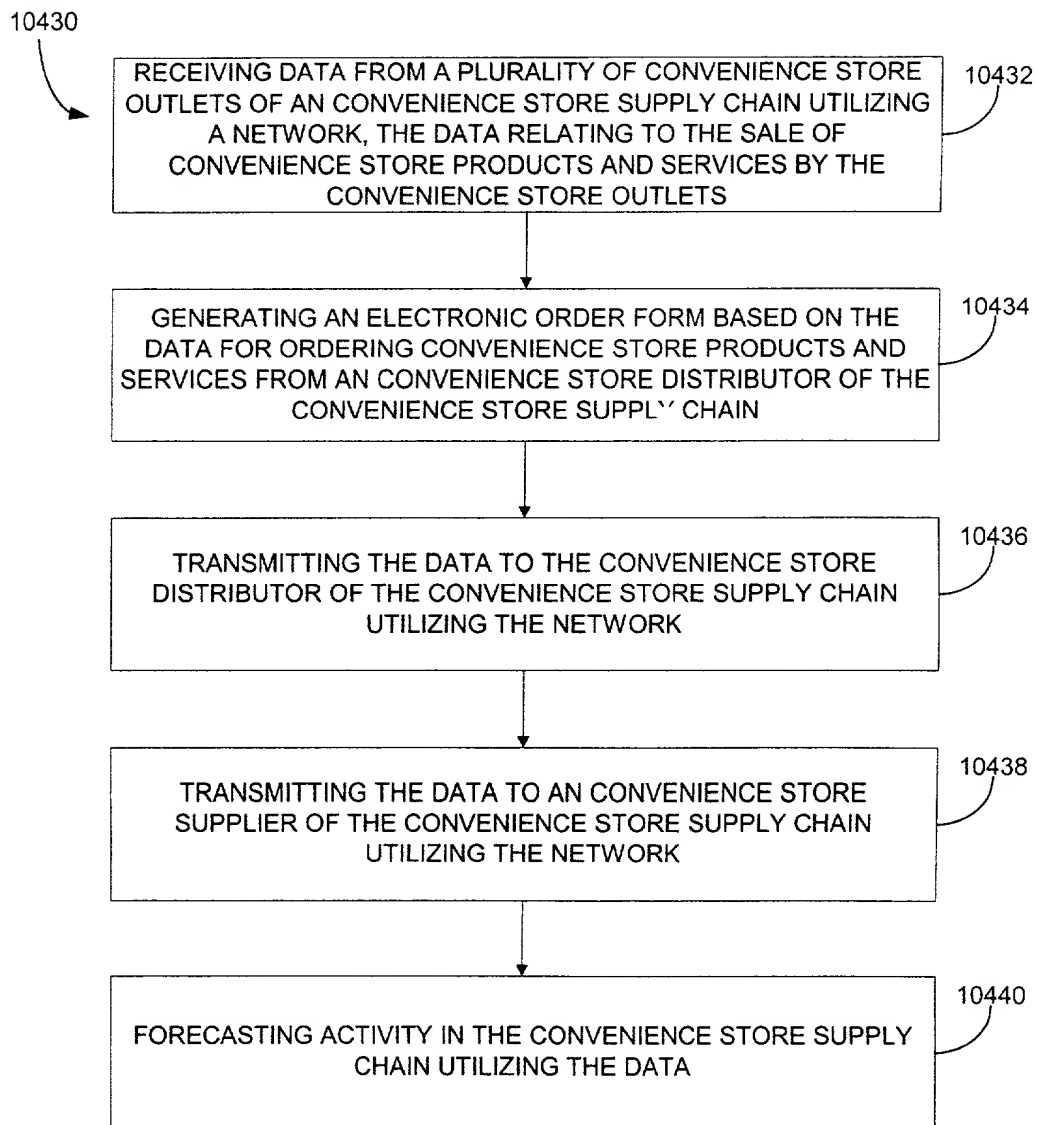 10430
RECEIVING DATA FROM A PLURALITY OF CONVENIENCE STORE
OUTLETS OF AN CONVENIENCE STORE SUPPLY CHAIN UTILIZING
A NETWORK, THE DATA RELATING TO THE SALE OF
CONVENIENCE STORE PRODUCTS AND SERVICES BY THE
CONVENIENCE STORE OUTLETS
10432
GENERATING AN ELECTRONIC ORDER FORM BASED ON THE
DATA FOR ORDERING CONVENIENCE STORE PRODUCTS AND
SERVICES FROM AN CONVENIENCE STORE DISTRIBUTOR OF THE
CONVENIENCE STORE SUPPLY CHAIN
10434
TRANSMITTING THE DATA TO THE CONVENIENCE STORE
DISTRIBUTOR OF THE CONVENIENCE STORE SUPPLY CHAIN
UTILIZING THE NETWORK
10436
TRANSMITTING THE DATA TO AN CONVENIENCE STORE
SUPPLIER OF THE CONVENIENCE STORE SUPPLY CHAIN
UTILIZING THE NETWORK
10438
FORECASTING ACTIVITY IN THE CONVENIENCE STORE SUPPLY
CHAIN UTILIZING THE DATA
10440